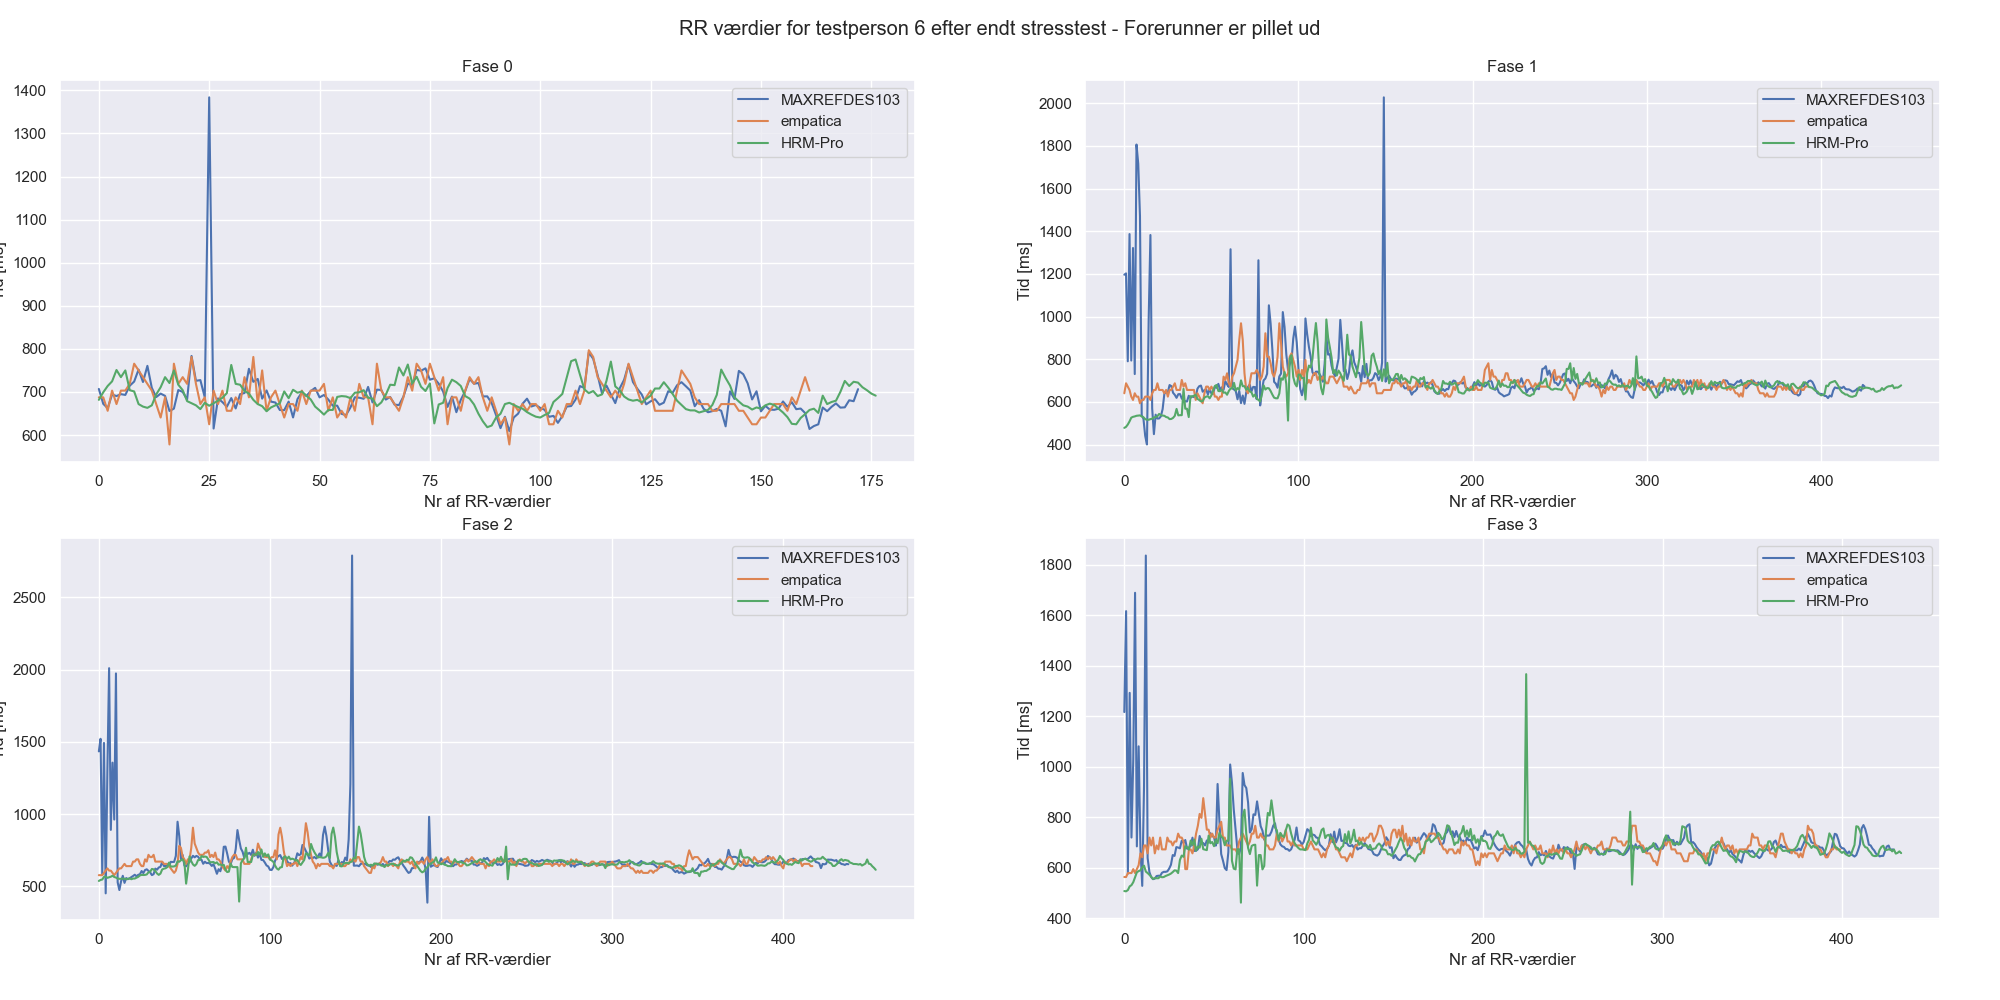 RR værdier for testperson 6 efter endt stresstest - Forerunner er pillet ud
Fase 0
1400
1300
1200
1100
1000
900
800
700
600
0
25
50
75
100
125
150
175
Nr af RR-værdier
MAXREFDES103
empatica
HRM-Pro
Fase 1
Tid [ms]
2000
1800
1600
1400
1200
1000
800
600
400
0
100
200
300
400
Nr af RR-værdier
MAXREFDES103
empatica
HRM-Pro
Fase 2
2500
2000
1500
1000
500
0
100
200
300
400
Nr af RR-værdier
MAXREFDES103
empatica
HRM-Pro
Fase 3
Tid [ms]
1800
1600
1400
1200
1000
800
600
400
0
100
200
300
400
Nr af RR-værdier
MAXREFDES103
empatica
HRM-Pro